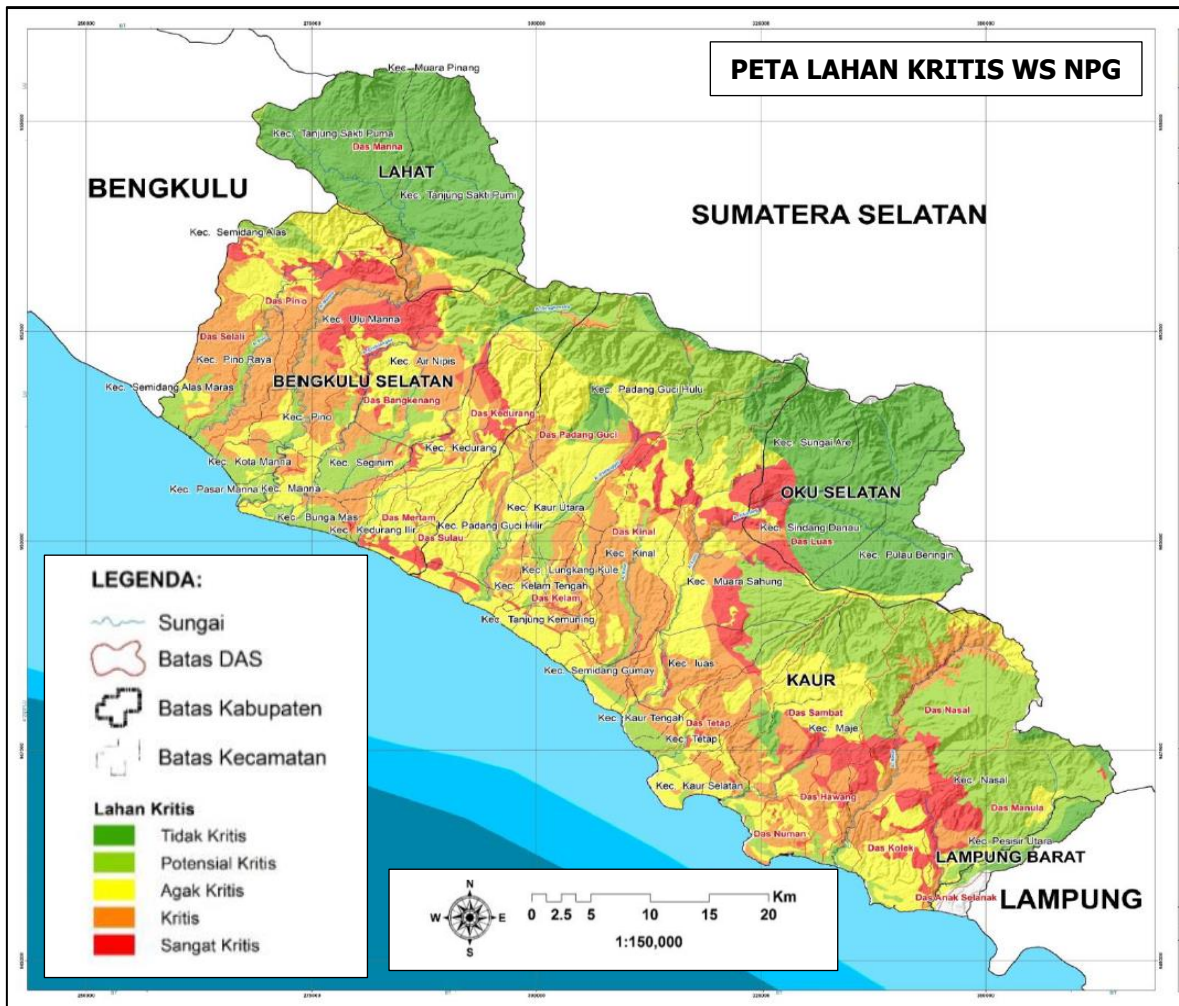 PETA LAHAN KRITIS WS NPG
Kec. Muara Pinang
Kec. Tanjung Sakti Puma
Das Manna
LAHAT
BENGKULU
Kec. Tanjung Sakti Pumi
SUMATERA SELATAN
Kec. Semidang Alas
Das Pino
Kec. Ulu Manna
Das Selali
Kec. Pino Raya
Kec. Air Nipis
Kec. Semidang Alas Maras
BENGKULU SELATAN
Kec. Padang Guci Hulu
Das Bangkenang
Kec. Pino
Das Kedurang
Das Padang Guci
Kec. Sungai Are
Kec. Kedurang
Kec. Kota Manna
Kec. Seginim
Kec. Pasar Manna
Kec. Manna
OKU SELATAN
Kec. Kaur Utara
Kec. Bunga Mas
Das Mertam
Kec. Kedurang Ilir
Kec. Padang Guci Hilir
Das Sulau
Das Kinal
Kec. Sindang Danau
Das Luas
Kec. Kinal
Kec. Pulau Beringin
Kec. Lungkang Kule
Kec. Muara Sahung
Kec. Kelam Tengah
Das Kelam
Kec. Tanjung Kemuning
Kec. Semidang Gumay
Kec. luas
KAUR
Das Nasal
Kec. Kaur Tengah
Das Tetap
Das Sambat
Kec. Maje
Kec. Tetap
Kec. Kaur Selatan
Das Hawang
Kec. Nasal
Das Manula
Das Numan
Das Kolek
Kec. Pesisir Utara
LAMPUNG BARAT
LAMPUNG
Das Anak Selanak
LEGENDA:
Sungai
Batas DAS
Batas Kabupaten
Batas Kecamatan
Lahan Kritis
Tidak Kritis
Potensial Kritis
Agak Kritis
Kritis
Sangat Kritis
N
W E
S
Km
0 2.5 5 10 15 20
1:150,000